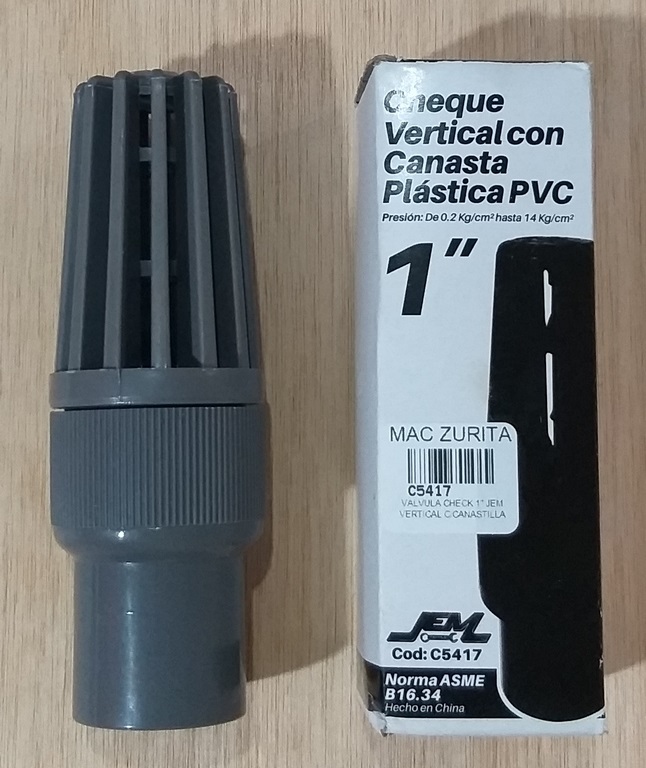 Cheque
Vertical con
Canasta
Plástica PVC
Presión: De 0.2 Kg/cm² hasta 14 Kg/cm²
1”
MAC ZURITA
C5417
VALVULA CHECK 1" JEM
VERTICAL C/CANASTILLA
JEM
Cod: C5417
Norma ASME
B16.34
Hecho en China